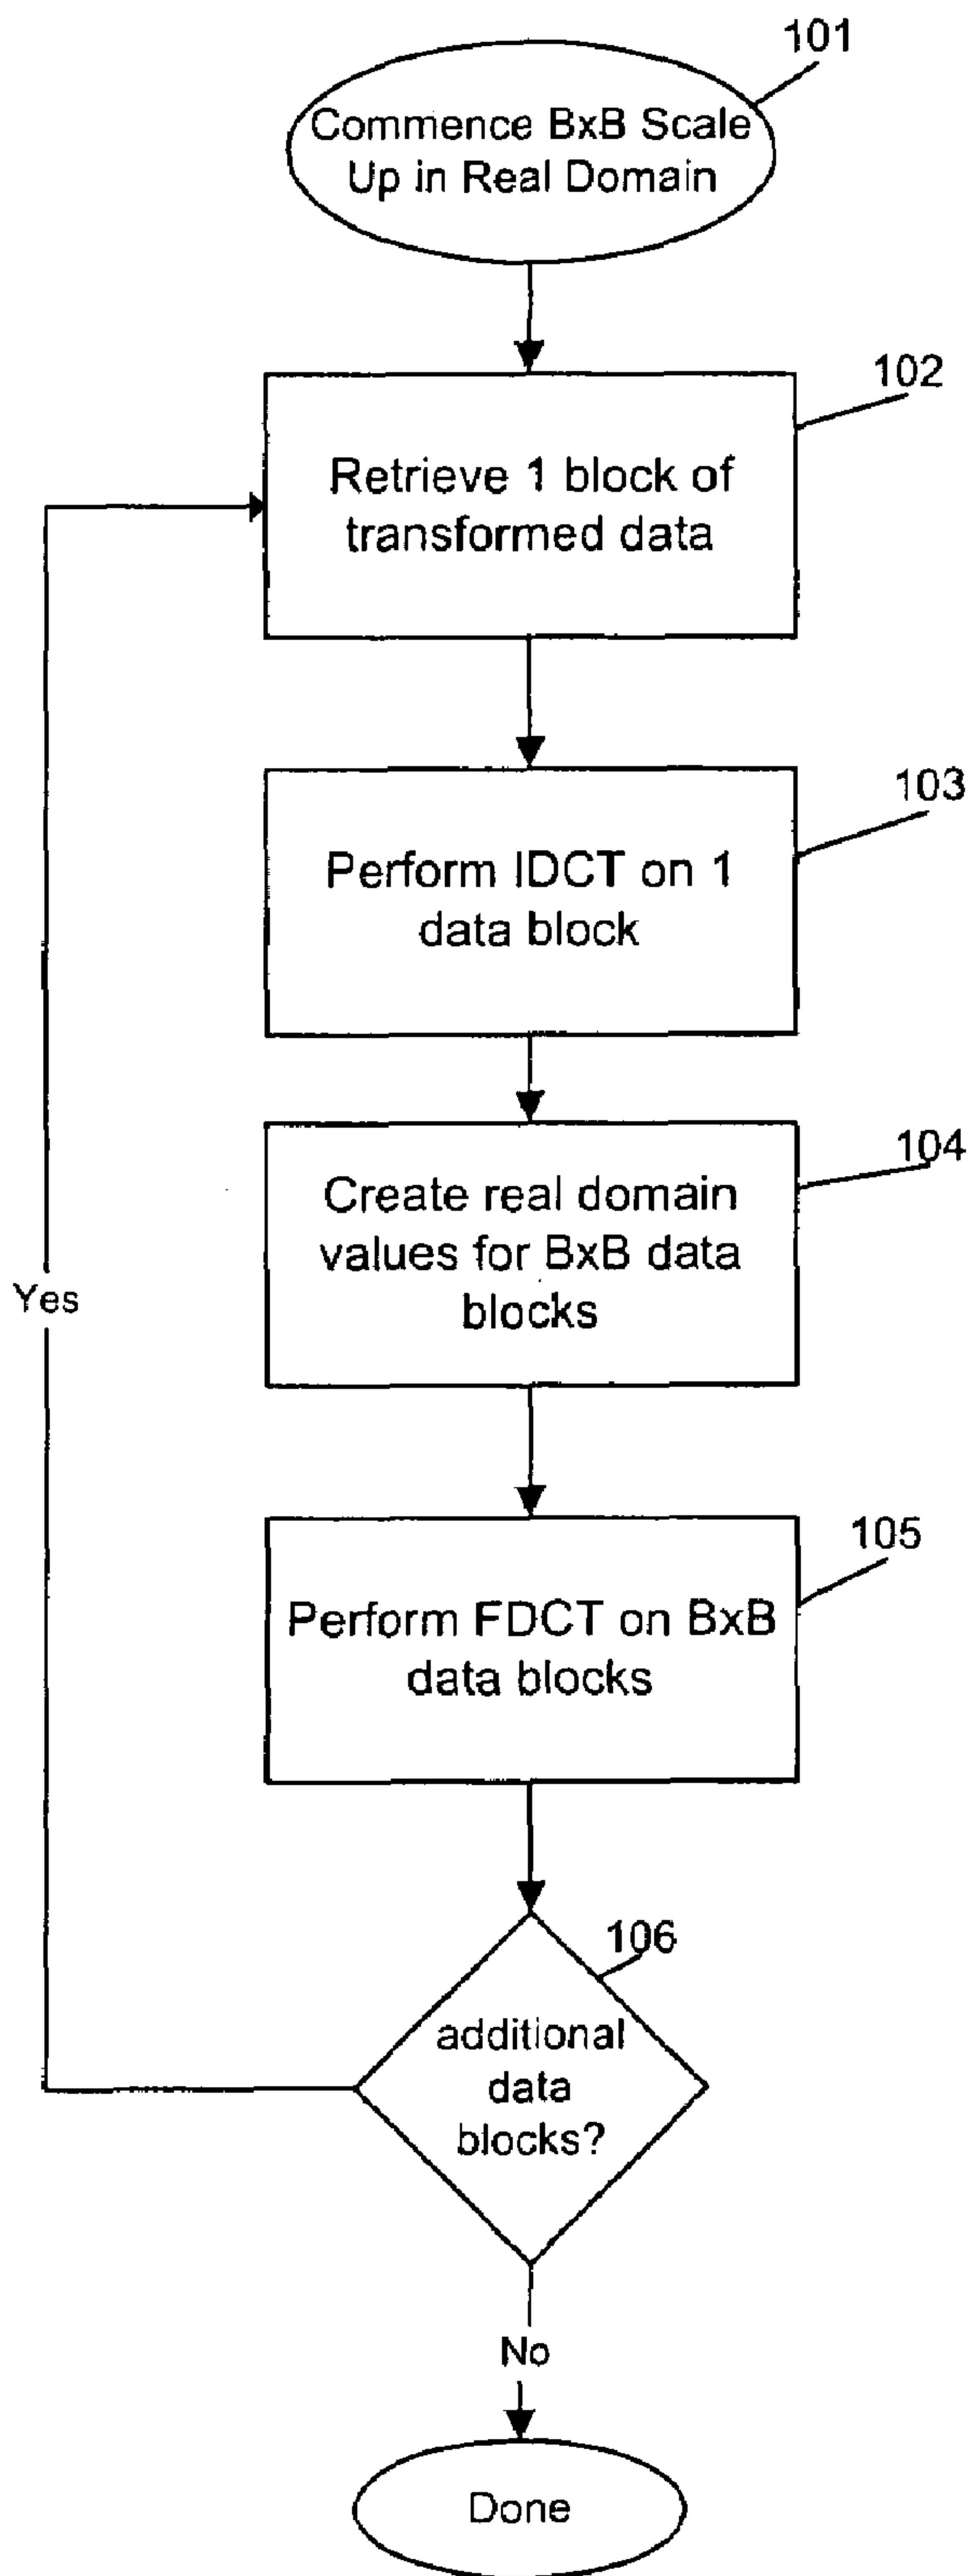 101
Commence BxB Scale
Up in Real Domain
102
Retrieve 1 block of
transformed data
103
Perform IDCT on 1
data block
104
Create real domain
values for BxB data
blocks
Yes
105
Perform FDCT on BxB
data blocks
106
additional
data
blocks?
No
Done